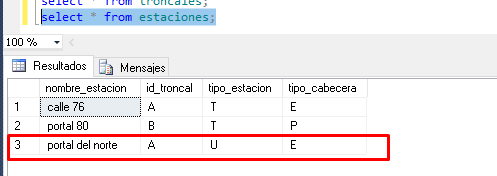 select * from troncales;
select * from estaciones;
100 %
Resultados Mensajes
nombre_estacion id_troncal tipo_estacion tipo_cabecera
1 calle 76 A T E
2 portal 80 B T P
3 portal del norte A U E